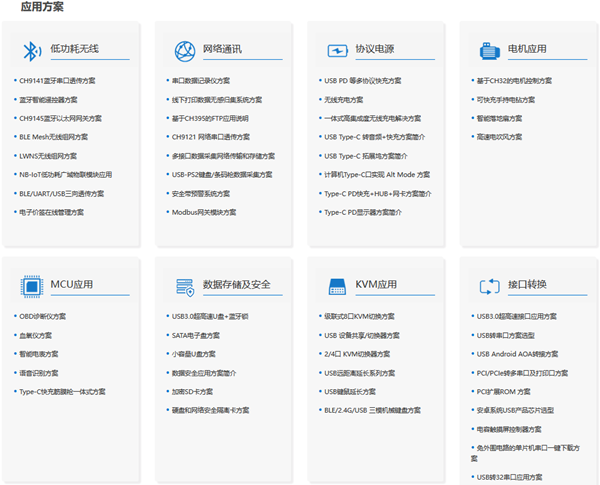 应用方案
低功耗无线
CH9141蓝牙串口透传方案
蓝牙智能遥控器方案
CH9145蓝牙以太网网关方案
BLE Mesh无线组网方案
LWNS无线组网方案
NB-IoT低功耗广域物联模块应用
BLE/UART/USB三向透传方案
电子价签在线管理方案
网络通讯
串口数据记录仪方案
线下打印数据无感归集系统方案
基于CH395的FTP应用说明
CH9121 网络串口透传方案
多接口数据采集网络传输和存储方案
USB-PS2键盘/条码枪数据采集方案
安全带预警系统方案
Modbus网关模块方案
协议电源
USB PD 等多协议快充方案
无线充电方案
一体式高集成度无线充电解决方案
USB Type-C 转音频+快充方案简介
USB Type-C 拓展坞方案简介
计算机Type-C口实现 Alt Mode 方案
Type-C PD快充+HUB+网卡方案简介
Type-C PD显示器方案简介
电机应用
基于CH32的电机控制方案
可快充手持电钻方案
智能落地扇方案
高速电吹风方案
MCU应用
OBD诊断仪方案
血氧仪方案
智能电表方案
语音识别方案
Type-C快充筋膜枪一体式方案
数据存储及安全
USB3.0超高速U盘+蓝牙锁
SATA电子盘方案
小容量U盘方案
数据安全应用方案简介
加密SD卡方案
硬盘和网络安全隔离卡方案
KVM应用
级联式8口KVM切换方案
USB 设备共享/切换器方案
2/4口 KVM切换器方案
USB远距离延长系列方案
USB键鼠延长方案
BLE/2.4G/USB 三模机械键盘方案
接口转换
USB3.0超高速接口应用方案
USB转串口方案选型
USB Android AOA转接方案
PCI/PCIe转多串口及打印口方案
PCI扩展ROM 方案
安卓系统USB产品芯片选型
电容触摸屏控制器方案
免外围电路的单片机串口一键下载方
案
USB转32串口应用方案